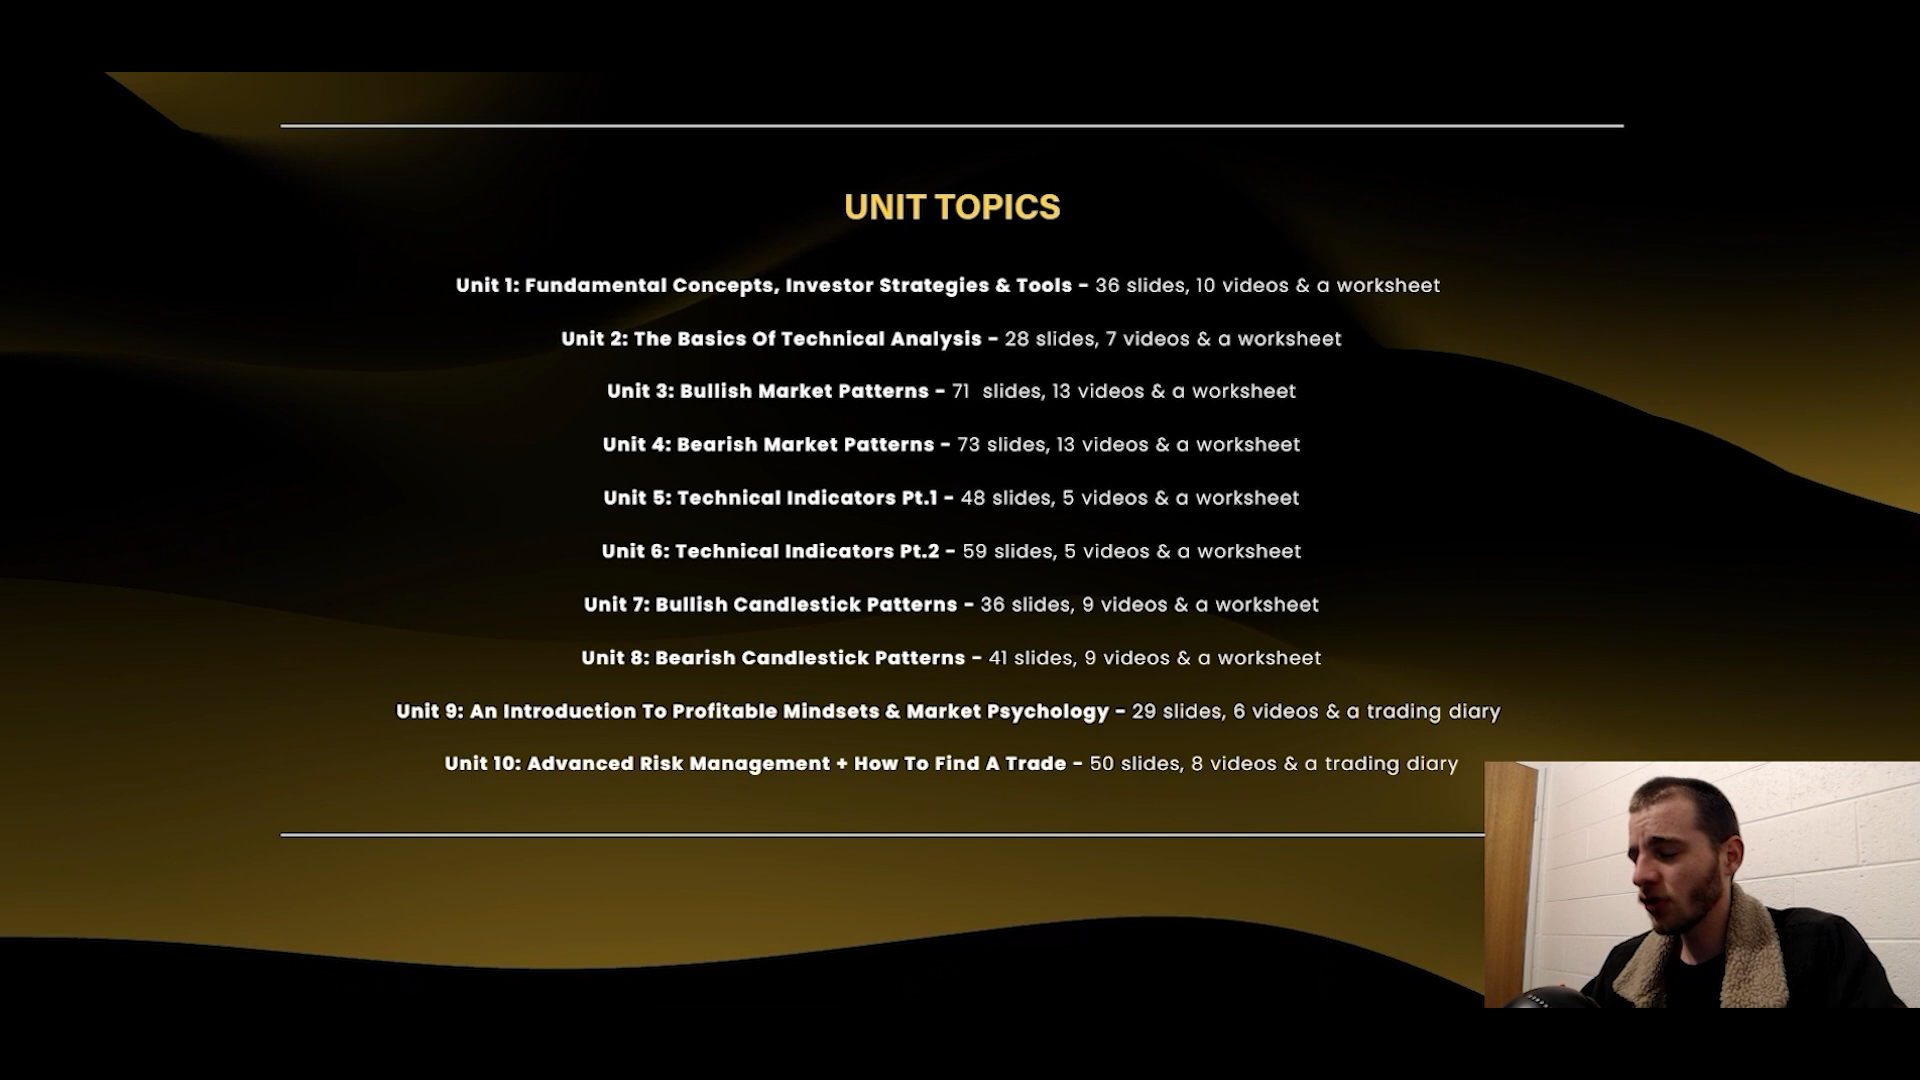 UNIT TOPICS
Unit 1: Fundamental Concepts, Investor Strategies & Tools - 36 slides, 10 videos & a worksheet
Unit 2: The Basics Of Technical Analysis - 28 slides, 7 videos & a worksheet
Unit 3: Bullish Market Patterns - 71 slides, 13 videos & a worksheet
Unit 4: Bearish Market Patterns - 73 slides, 13 videos & a worksheet
Unit 5: Technical Indicators Pt.1 - 48 slides, 5 videos & a worksheet
Unit 6: Technical Indicators Pt.2 - 59 slides, 5 videos & a worksheet
Unit 7: Bullish Candlestick Patterns - 36 slides, 9 videos & a worksheet
Unit 8: Bearish Candlestick Patterns - 41 slides, 9 videos & a worksheet
Unit 9: An Introduction To Profitable Mindsets & Market Psychology - 29 slides, 6 videos & a trading diary
Unit 10: Advanced Risk Management + How To Find A Trade - 50 slides, 8 videos & a trading diary